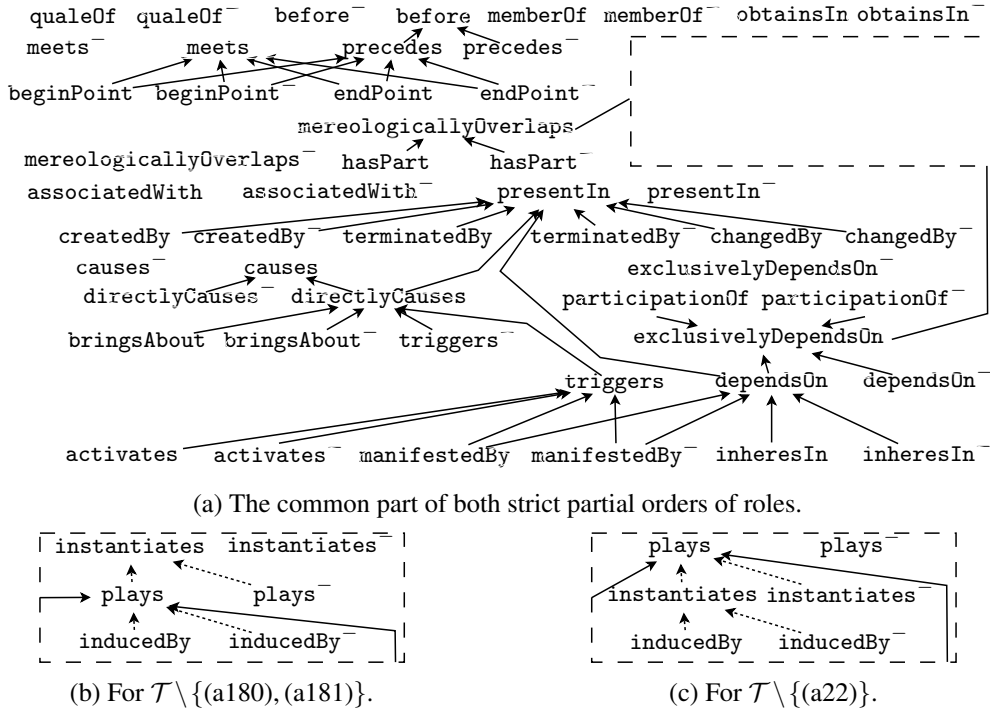 qualeOf qualeOf⁻ before⁻ before memberOf memberOf⁻ obtainsIn obtainsIn⁻
meets⁻ meets precedes precedes⁻
beginPoint beginPoint⁻ endPoint endPoint⁻
mereologicallyOverlaps
mereologicallyOverlaps⁻ hasPart hasPart⁻
associatedWith associatedWith⁻ presentIn presentIn⁻
createdBy createdBy⁻ terminatedBy terminatedBy⁻ changedBy changedBy⁻
causes⁻ causes exclusivelyDependsOn⁻
directlyCauses⁻ directlyCauses participationOf participationOf⁻
bringsAbout bringsAbout⁻ triggers⁻ exclusivelyDependsOn
triggers dependsOn dependsOn⁻
activates activates⁻ manifestedBy manifestedBy⁻ inheresIn inheresIn⁻
(a) The common part of both strict partial orders of roles.
instantiates instantiates⁻
plays plays⁻
inducedBy inducedBy⁻
(b) For 𝒯∖{(a180), (a181)}.
plays plays⁻
instantiates instantiates⁻
inducedBy inducedBy⁻
(c) For 𝒯∖{(a22)}.